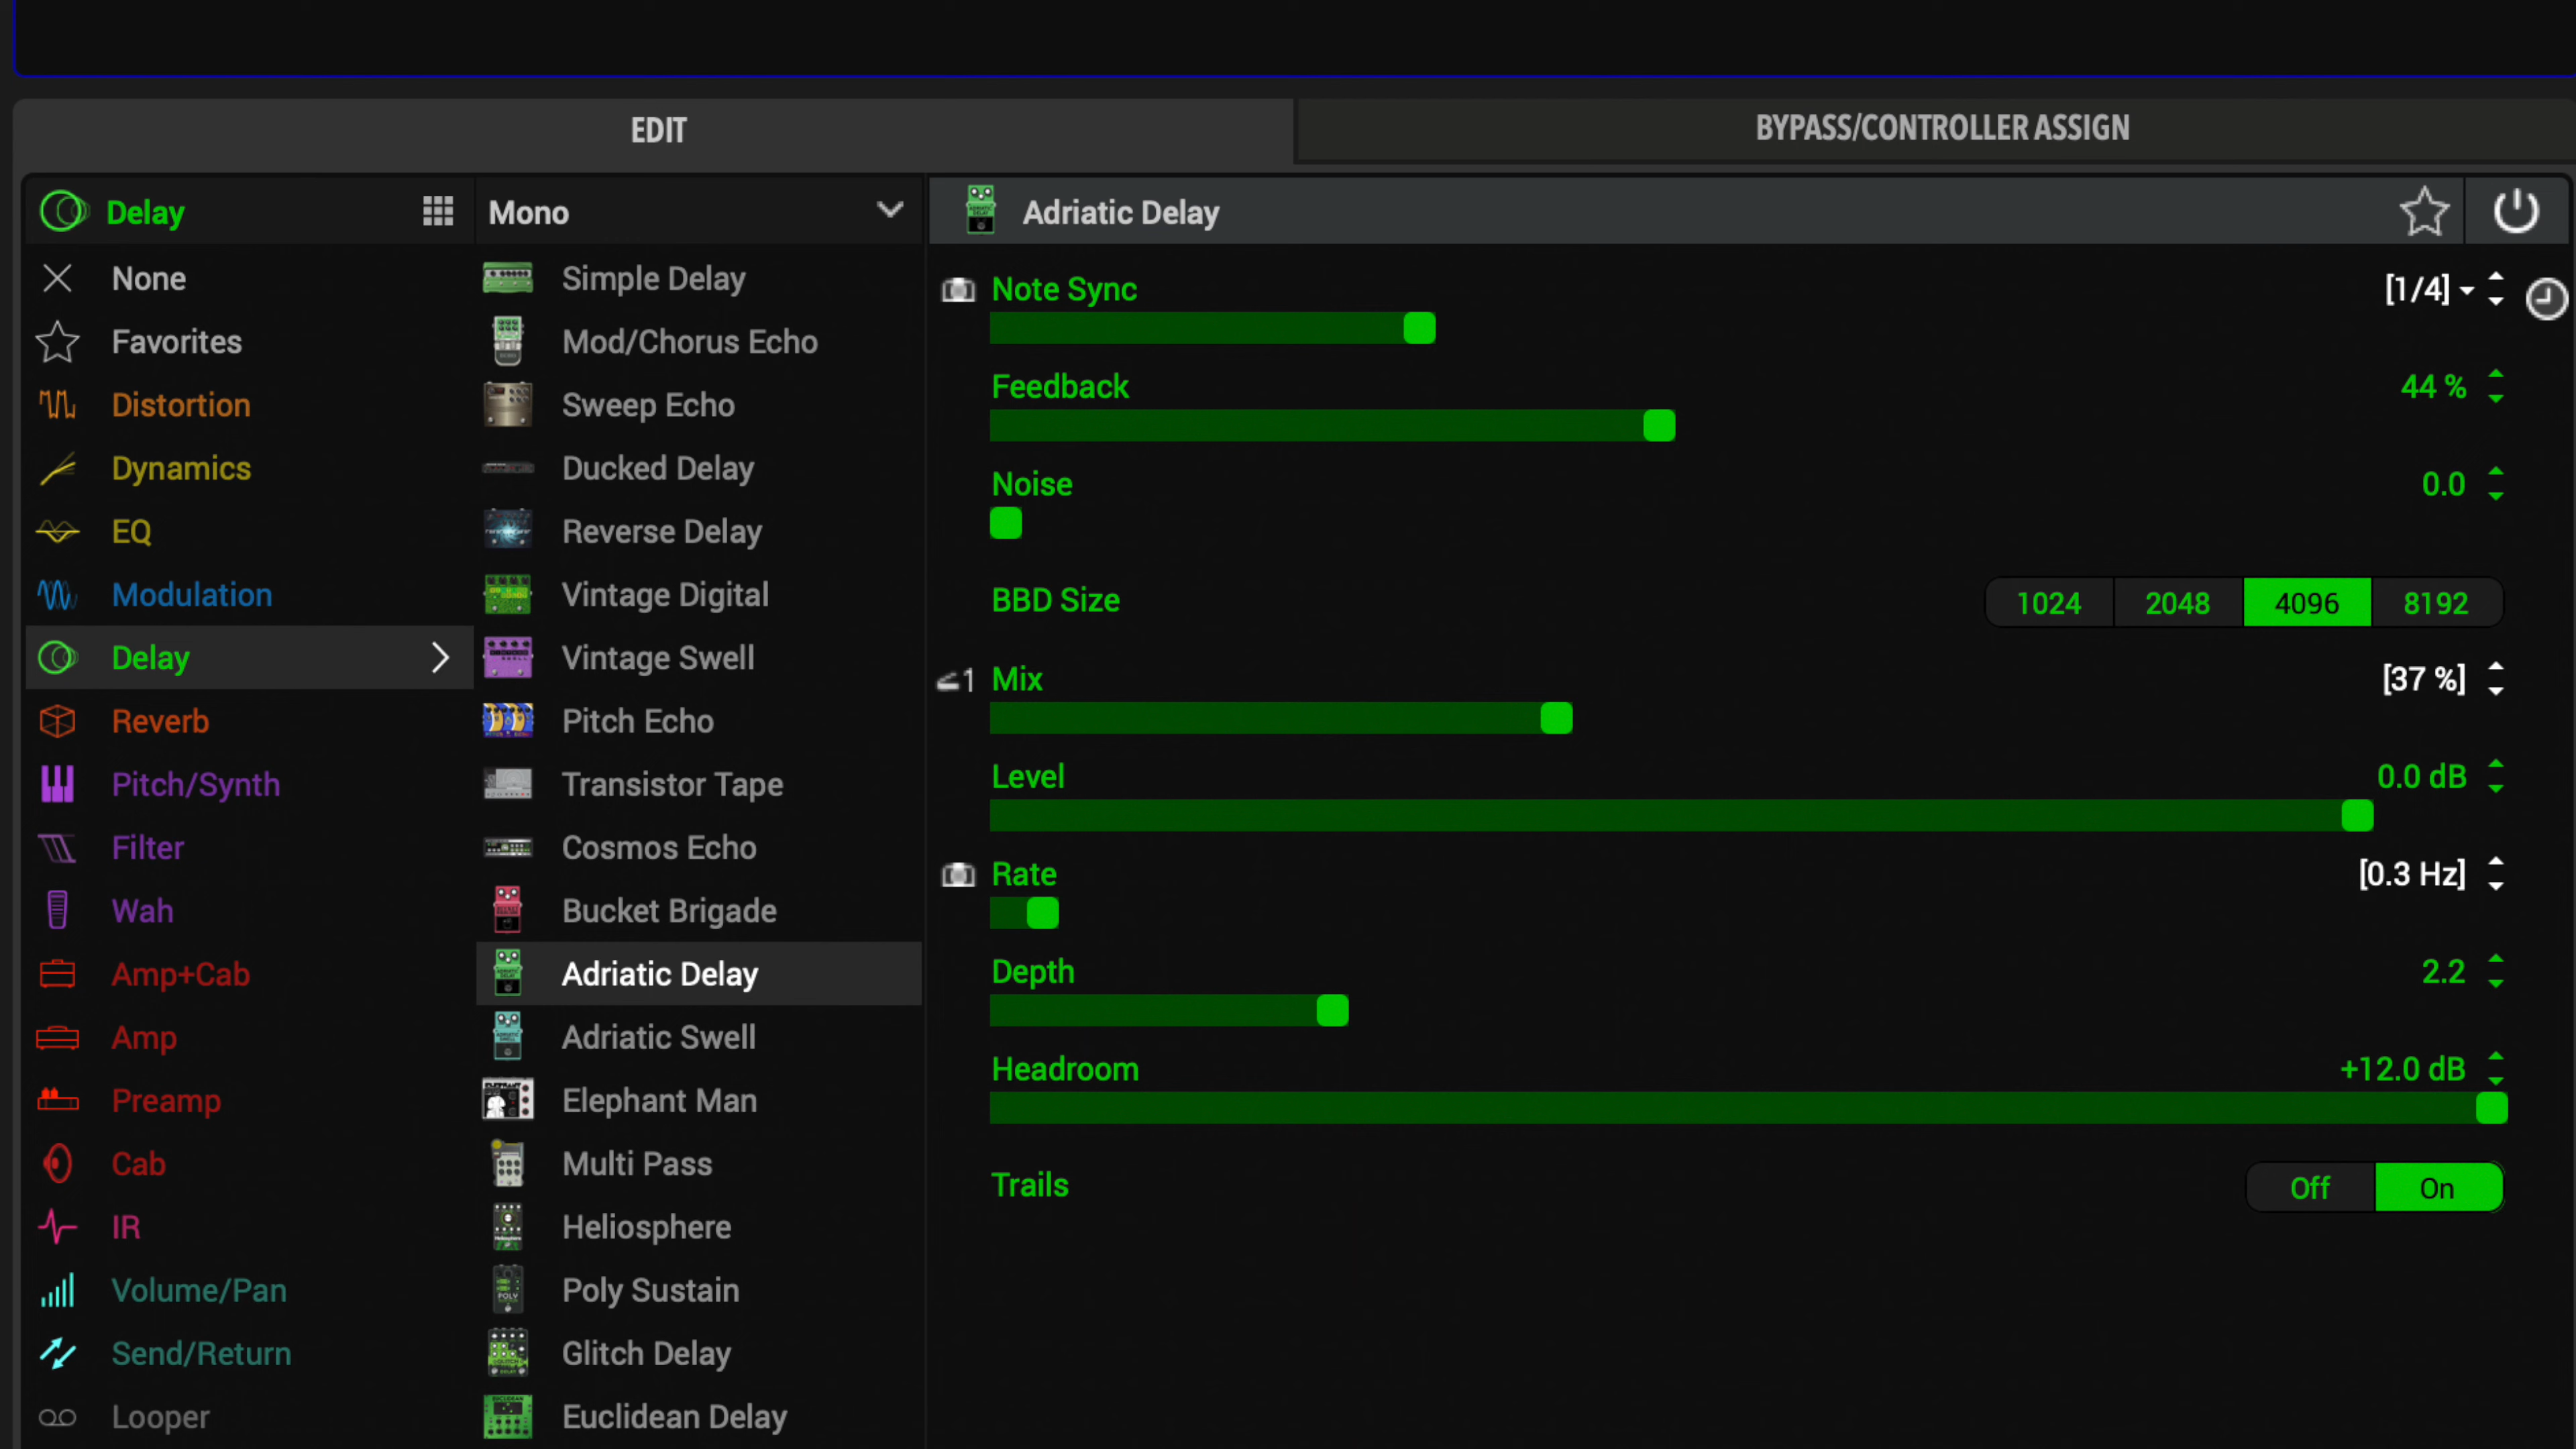 EDIT
BYPASS/CONTROLLER ASSIGN
Delay
Mono
Adriatic Delay
None
Favorites
Distortion
Dynamics
EQ
Modulation
Delay
Reverb
Pitch/Synth
Filter
Wah
Amp+Cab
Amp
Preamp
Cab
IR
Volume/Pan
Send/Return
Looper
Simple Delay
Mod/Chorus Echo
Sweep Echo
Ducked Delay
Reverse Delay
Vintage Digital
Vintage Swell
Pitch Echo
Transistor Tape
Cosmos Echo
Bucket Brigade
Adriatic Delay
Adriatic Swell
Elephant Man
Multi Pass
Heliosphere
Poly Sustain
Glitch Delay
Euclidean Delay
Note Sync [1/4]
Feedback 44 %
Noise 0.0
BBD Size 1024 2048 4096 8192
1 Mix [37 %]
Level 0.0 dB
Rate [0.3 Hz]
Depth 2.2
Headroom +12.0 dB
Trails Off On